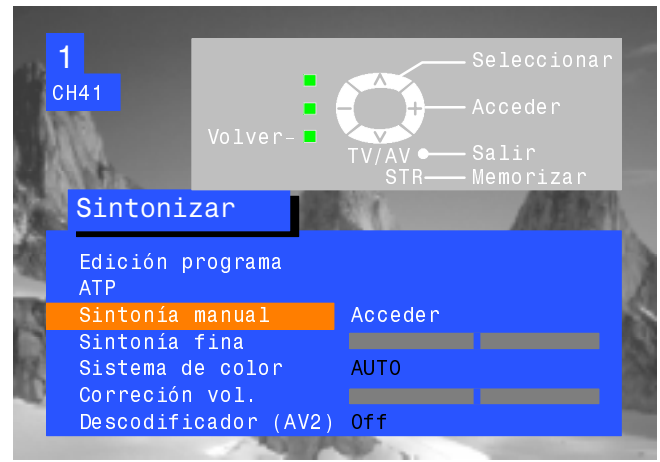 1
CH41
Seleccionar
Acceder
Volver-
TV/AV Salir
STR Memorizar
Sintonizar
Edición programa
ATP
Sintonía manual Acceder
Sintonía fina
Sistema de color AUTO
Correción vol.
Descodificador (AV2) Off